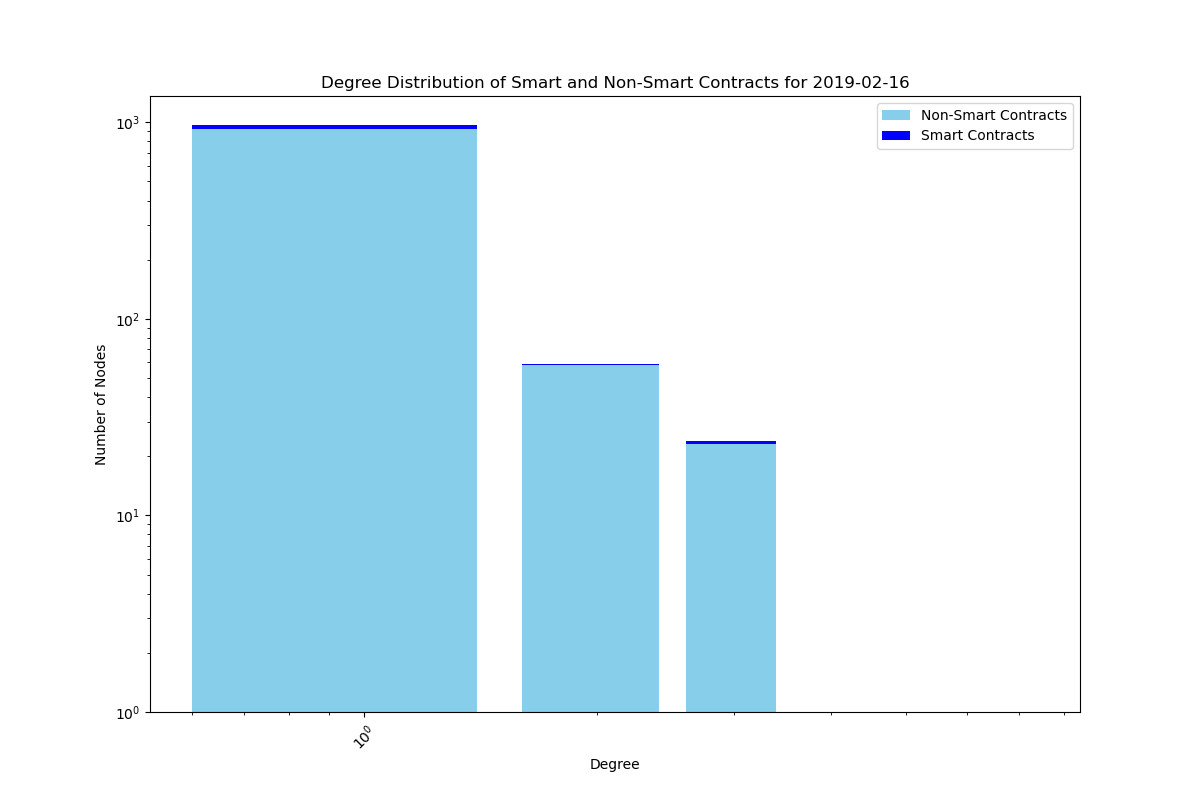 Degree Distribution of Smart and Non-Smart Contracts for 2019-02-16
Non-Smart Contracts
Smart Contracts
Number of Nodes
10³
10²
10¹
10⁰
10⁰
Degree